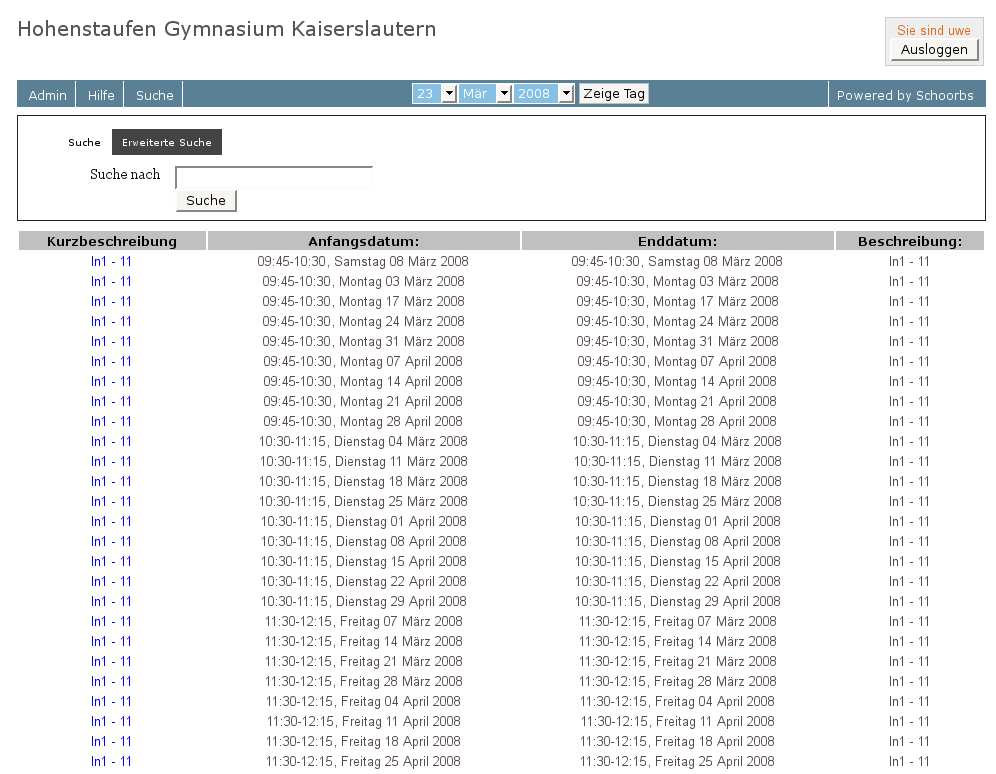 Hohenstaufen Gymnasium Kaiserslautern
Sie sind uwe
Ausloggen
Admin Hilfe Suche 23 Mär 2008 Zeige Tag Powered by Schoorbs
Suche Erweiterte Suche
Suche nach
Suche
Kurzbeschreibung Anfangsdatum: Enddatum: Beschreibung:
In1 - 11 09:45-10:30, Samstag 08 März 2008 09:45-10:30, Samstag 08 März 2008 In1 - 11
In1 - 11 09:45-10:30, Montag 03 März 2008 09:45-10:30, Montag 03 März 2008 In1 - 11
In1 - 11 09:45-10:30, Montag 17 März 2008 09:45-10:30, Montag 17 März 2008 In1 - 11
In1 - 11 09:45-10:30, Montag 24 März 2008 09:45-10:30, Montag 24 März 2008 In1 - 11
In1 - 11 09:45-10:30, Montag 31 März 2008 09:45-10:30, Montag 31 März 2008 In1 - 11
In1 - 11 09:45-10:30, Montag 07 April 2008 09:45-10:30, Montag 07 April 2008 In1 - 11
In1 - 11 09:45-10:30, Montag 14 April 2008 09:45-10:30, Montag 14 April 2008 In1 - 11
In1 - 11 09:45-10:30, Montag 21 April 2008 09:45-10:30, Montag 21 April 2008 In1 - 11
In1 - 11 09:45-10:30, Montag 28 April 2008 09:45-10:30, Montag 28 April 2008 In1 - 11
In1 - 11 10:30-11:15, Dienstag 04 März 2008 10:30-11:15, Dienstag 04 März 2008 In1 - 11
In1 - 11 10:30-11:15, Dienstag 11 März 2008 10:30-11:15, Dienstag 11 März 2008 In1 - 11
In1 - 11 10:30-11:15, Dienstag 18 März 2008 10:30-11:15, Dienstag 18 März 2008 In1 - 11
In1 - 11 10:30-11:15, Dienstag 25 März 2008 10:30-11:15, Dienstag 25 März 2008 In1 - 11
In1 - 11 10:30-11:15, Dienstag 01 April 2008 10:30-11:15, Dienstag 01 April 2008 In1 - 11
In1 - 11 10:30-11:15, Dienstag 08 April 2008 10:30-11:15, Dienstag 08 April 2008 In1 - 11
In1 - 11 10:30-11:15, Dienstag 15 April 2008 10:30-11:15, Dienstag 15 April 2008 In1 - 11
In1 - 11 10:30-11:15, Dienstag 22 April 2008 10:30-11:15, Dienstag 22 April 2008 In1 - 11
In1 - 11 10:30-11:15, Dienstag 29 April 2008 10:30-11:15, Dienstag 29 April 2008 In1 - 11
In1 - 11 11:30-12:15, Freitag 07 März 2008 11:30-12:15, Freitag 07 März 2008 In1 - 11
In1 - 11 11:30-12:15, Freitag 14 März 2008 11:30-12:15, Freitag 14 März 2008 In1 - 11
In1 - 11 11:30-12:15, Freitag 21 März 2008 11:30-12:15, Freitag 21 März 2008 In1 - 11
In1 - 11 11:30-12:15, Freitag 28 März 2008 11:30-12:15, Freitag 28 März 2008 In1 - 11
In1 - 11 11:30-12:15, Freitag 04 April 2008 11:30-12:15, Freitag 04 April 2008 In1 - 11
In1 - 11 11:30-12:15, Freitag 11 April 2008 11:30-12:15, Freitag 11 April 2008 In1 - 11
In1 - 11 11:30-12:15, Freitag 18 April 2008 11:30-12:15, Freitag 18 April 2008 In1 - 11
In1 - 11 11:30-12:15, Freitag 25 April 2008 11:30-12:15, Freitag 25 April 2008 In1 - 11